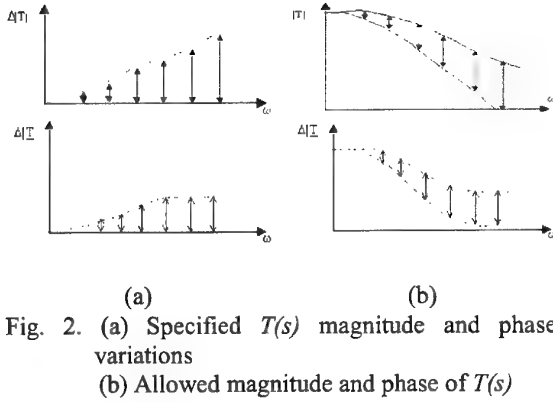 Δ|T|
ω
|T|
ω
Δ|T
ω
Δ|T
ω
(a) (b)
Fig. 2. (a) Specified T(s) magnitude and phase
variations
(b) Allowed magnitude and phase of T(s)